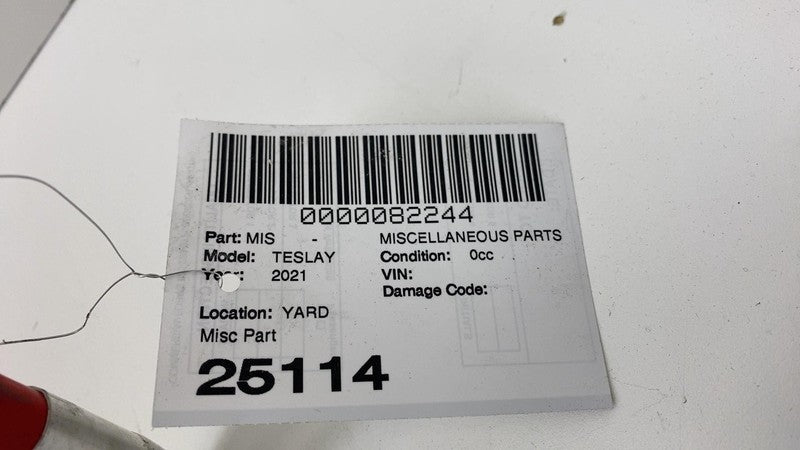 0000082244
Part: MIS - MISCELLANEOUS PARTS
Model: TESLAY Condition: 0cc
Year: 2021 VIN:
Damage Code:
Location: YARD
Misc Part
25114